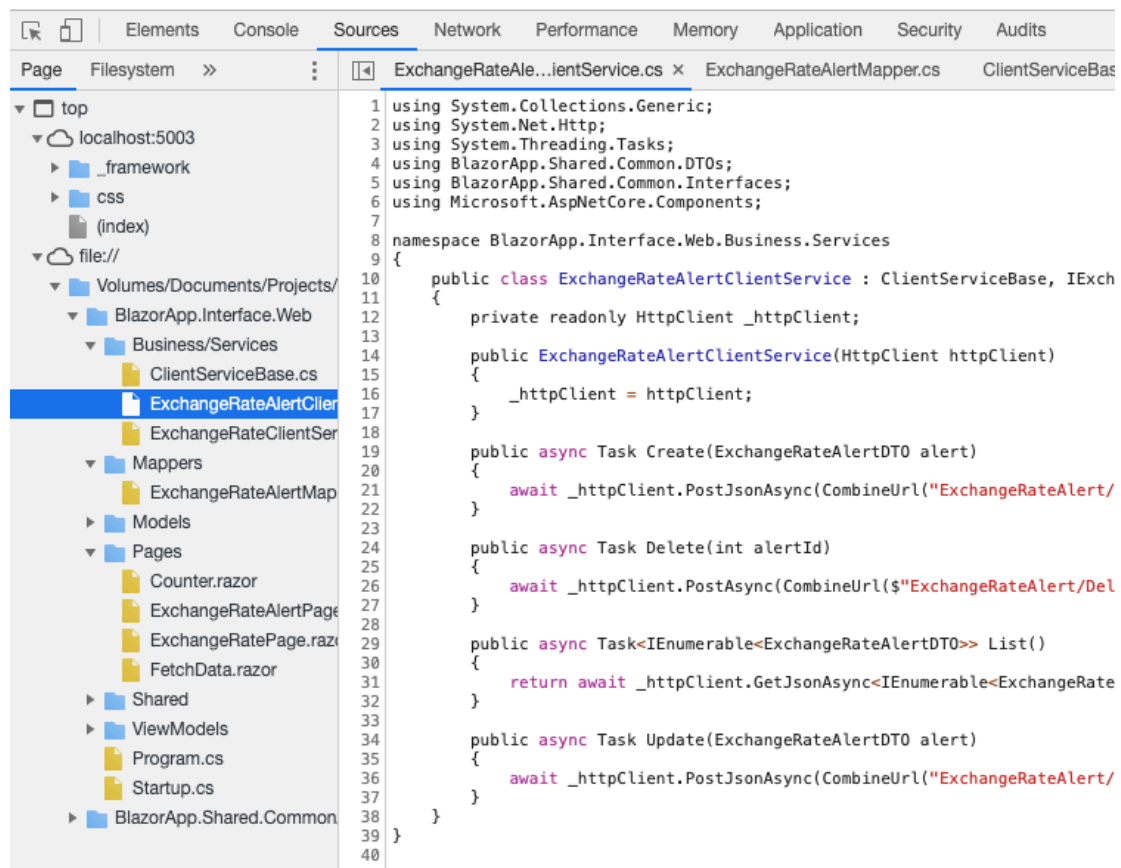 Elements Console Sources Network Performance Memory Application Security Audits
Page Filesystem »
ExchangeRateAle…ientService.cs × ExchangeRateAlertMapper.cs ClientServiceBas
top
localhost:5003
_framework
css
(index)
file://
Volumes/Documents/Projects/
BlazorApp.Interface.Web
Business/Services
ClientServiceBase.cs
ExchangeRateAlertClier
ExchangeRateClientSer
Mappers
ExchangeRateAlertMap
Models
Pages
Counter.razor
ExchangeRateAlertPage
ExchangeRatePage.razo
FetchData.razor
Shared
ViewModels
Program.cs
Startup.cs
BlazorApp.Shared.Common.
1 using System.Collections.Generic;
2 using System.Net.Http;
3 using System.Threading.Tasks;
4 using BlazorApp.Shared.Common.DTOs;
5 using BlazorApp.Shared.Common.Interfaces;
6 using Microsoft.AspNetCore.Components;
7
8 namespace BlazorApp.Interface.Web.Business.Services
9 {
10     public class ExchangeRateAlertClientService : ClientServiceBase, IExch
11     {
12         private readonly HttpClient _httpClient;
13
14         public ExchangeRateAlertClientService(HttpClient httpClient)
15         {
16             _httpClient = httpClient;
17         }
18
19         public async Task Create(ExchangeRateAlertDTO alert)
20         {
21             await _httpClient.PostJsonAsync(CombineUrl("ExchangeRateAlert/
22         }
23
24         public async Task Delete(int alertId)
25         {
26             await _httpClient.PostAsync(CombineUrl($"ExchangeRateAlert/Del
27         }
28
29         public async Task<IEnumerable<ExchangeRateAlertDTO>> List()
30         {
31             return await _httpClient.GetJsonAsync<IEnumerable<ExchangeRate
32         }
33
34         public async Task Update(ExchangeRateAlertDTO alert)
35         {
36             await _httpClient.PostJsonAsync(CombineUrl("ExchangeRateAlert/
37         }
38     }
39 }
40